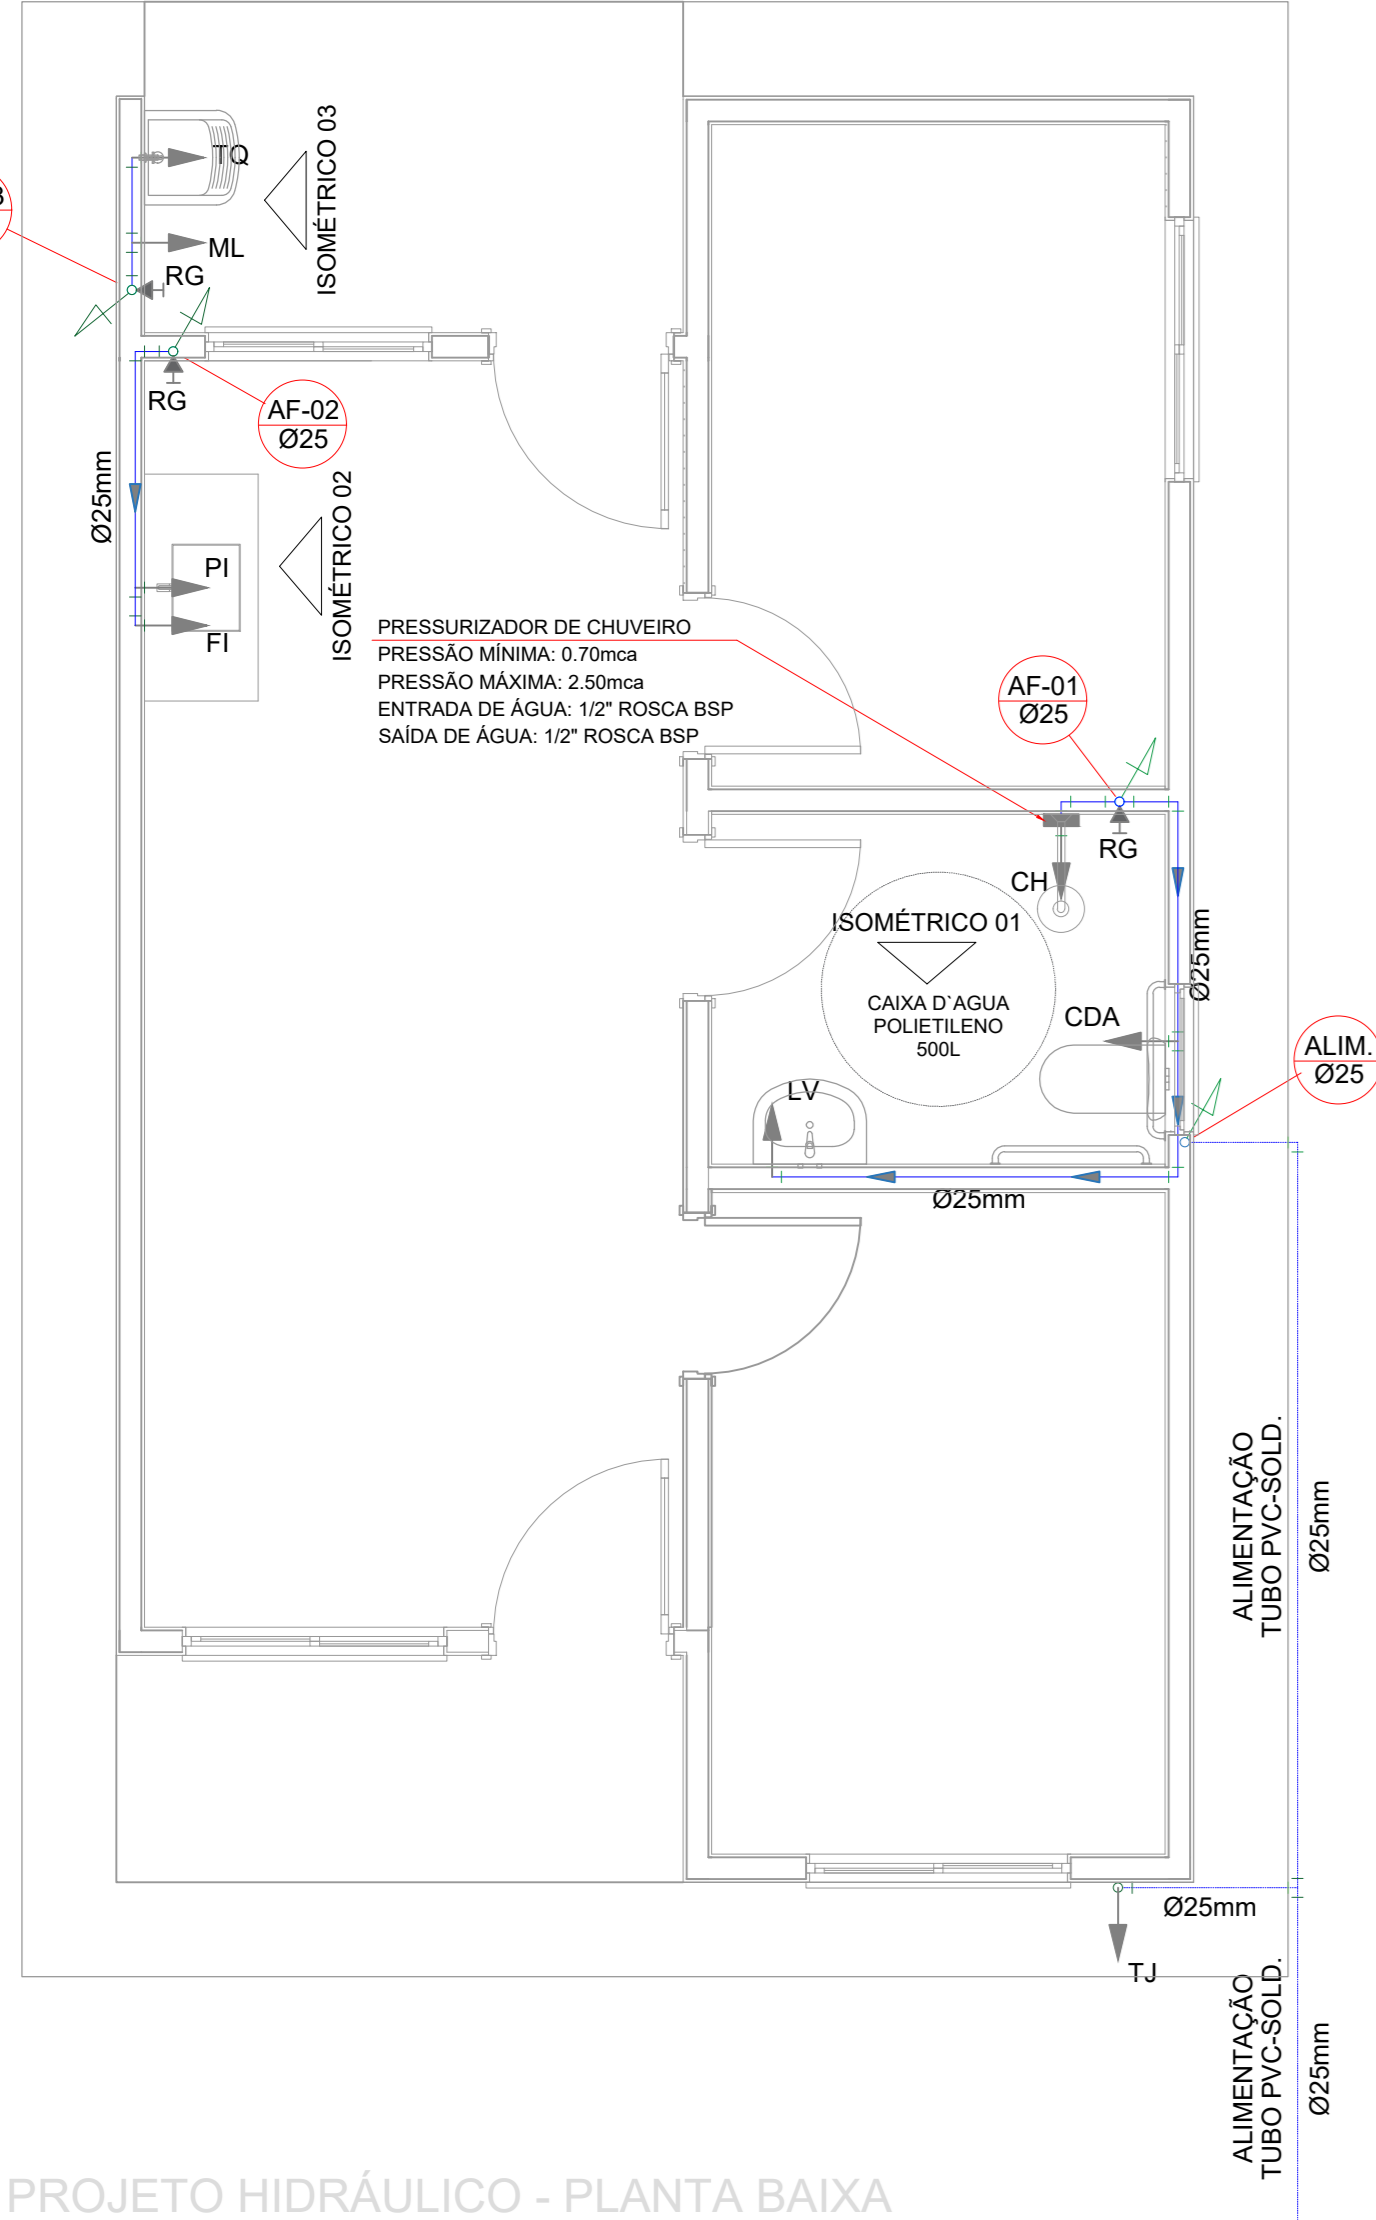 TQ
ISOMÉTRICO 03
ML
RG
RG
AF-02
Ø25
Ø25mm
ISOMÉTRICO 02
PI
FI
PRESSURIZADOR DE CHUVEIRO
PRESSÃO MÍNIMA: 0.70mca
PRESSÃO MÁXIMA: 2.50mca
ENTRADA DE ÁGUA: 1/2" ROSCA BSP
SAÍDA DE ÁGUA: 1/2" ROSCA BSP
AF-01
Ø25
RG
CH
ISOMÉTRICO 01
CAIXA D`AGUA
POLIETILENO
500L
Ø25mm
CDA
ALIM.
Ø25
LV
Ø25mm
ALIMENTAÇÃO
TUBO PVC-SOLD.
Ø25mm
Ø25mm
TJ
ALIMENTAÇÃO
TUBO PVC-SOLD.
Ø25mm
PROJETO HIDRÁULICO - PLANTA BAIXA